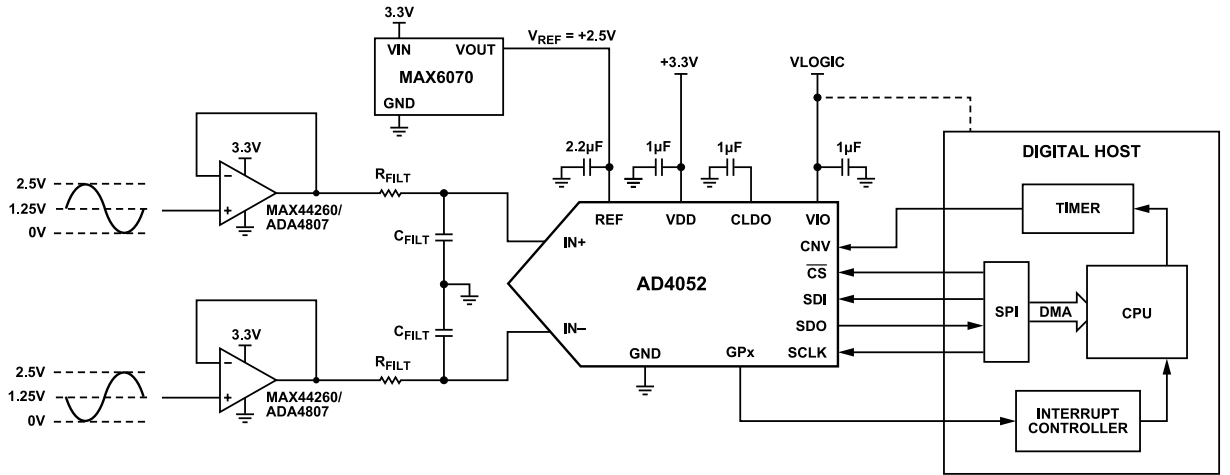 3.3V
VIN
VOUT
MAX6070
GND
V_REF = +2.5V
+3.3V
VLOGIC
2.2µF
1µF
1µF
1µF
DIGITAL HOST
TIMER
SPI
DMA
CPU
INTERRUPT
CONTROLLER
2.5V
1.25V
0V
3.3V
–
+
MAX44260/
ADA4807
R_FILT
C_FILT
C_FILT
R_FILT
2.5V
1.25V
0V
3.3V
–
+
MAX44260/
ADA4807
REF
VDD
CLDO
VIO
IN+
IN–
AD4052
CNV
C̅S̅
SDI
SDO
SCLK
GND
GPx